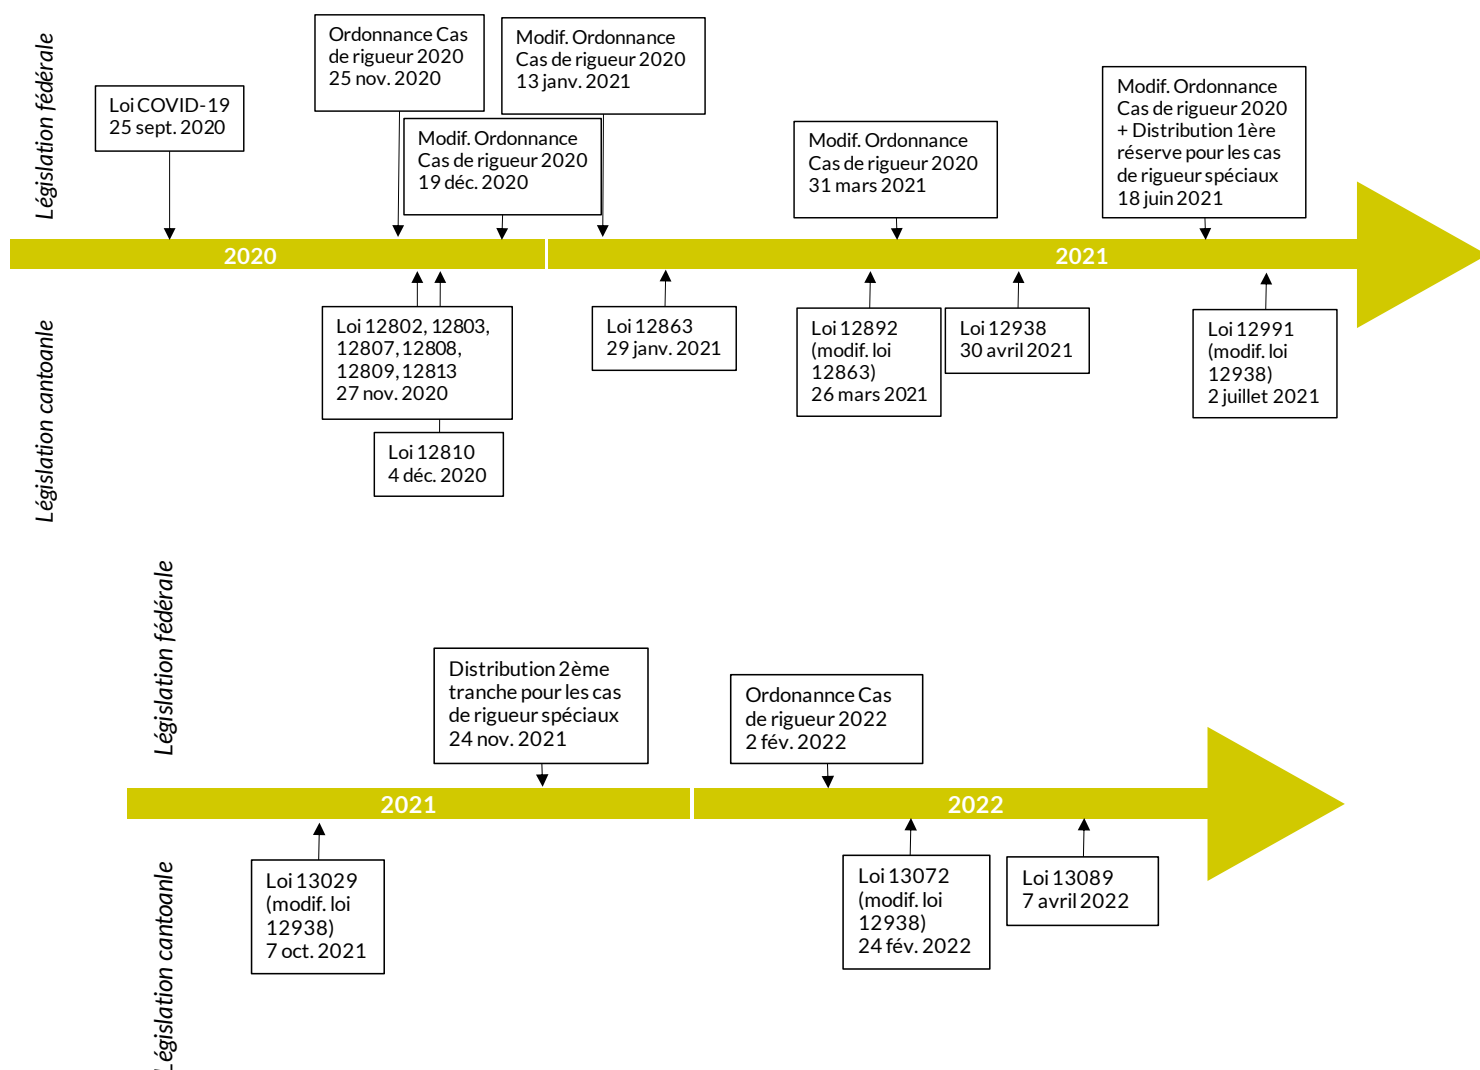 Législation fédérale
Loi COVID-19
25 sept. 2020
Ordonnance Cas
de rigueur 2020
25 nov. 2020
Modif. Ordonnance
Cas de rigueur 2020
19 déc. 2020
Modif. Ordonnance
Cas de rigueur 2020
13 janv. 2021
Modif. Ordonnance
Cas de rigueur 2020
31 mars 2021
Modif. Ordonnance
Cas de rigueur 2020
+ Distribution 1ère
réserve pour les cas
de rigueur spéciaux
18 juin 2021
2020
2021
Législation cantoanle
Loi 12802, 12803,
12807, 12808,
12809, 12813
27 nov. 2020
Loi 12810
4 déc. 2020
Loi 12863
29 janv. 2021
Loi 12892
(modif. loi
12863)
26 mars 2021
Loi 12938
30 avril 2021
Loi 12991
(modif. loi
12938)
2 juillet 2021
Législation fédérale
Distribution 2ème
tranche pour les cas
de rigueur spéciaux
24 nov. 2021
Ordonannce Cas
de rigueur 2022
2 fév. 2022
2021
2022
Législation cantoanle
Loi 13029
(modif. loi
12938)
7 oct. 2021
Loi 13072
(modif. loi
12938)
24 fév. 2022
Loi 13089
7 avril 2022